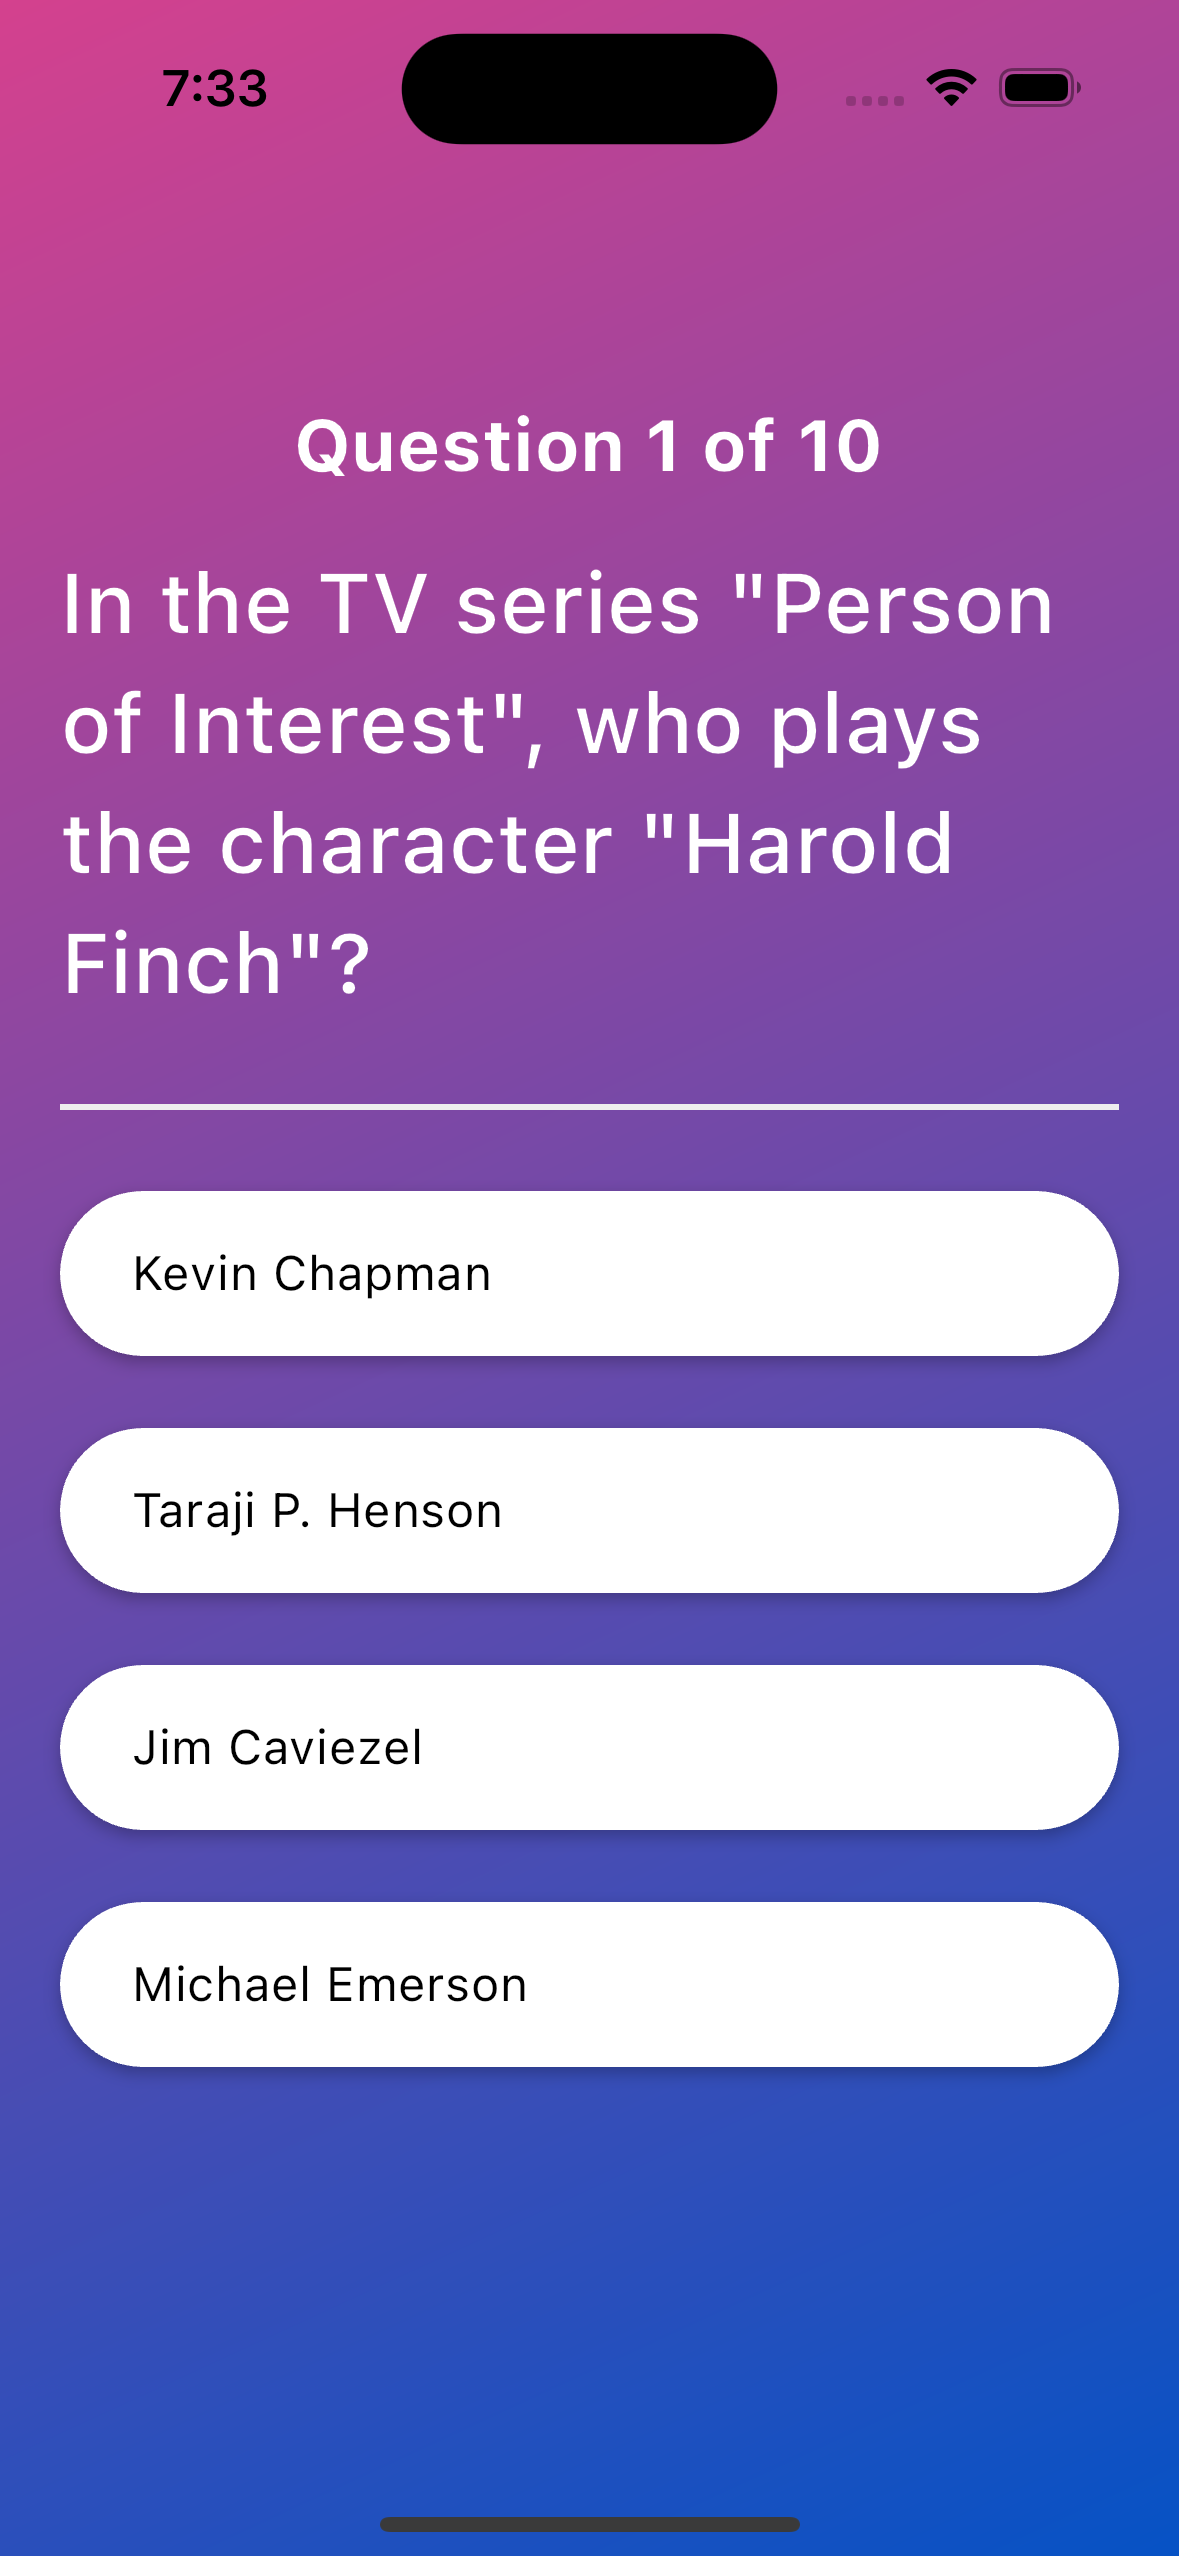 7:33
Question 1 of 10
In the TV series "Person
of Interest", who plays
the character "Harold
Finch"?
Kevin Chapman
Taraji P. Henson
Jim Caviezel
Michael Emerson